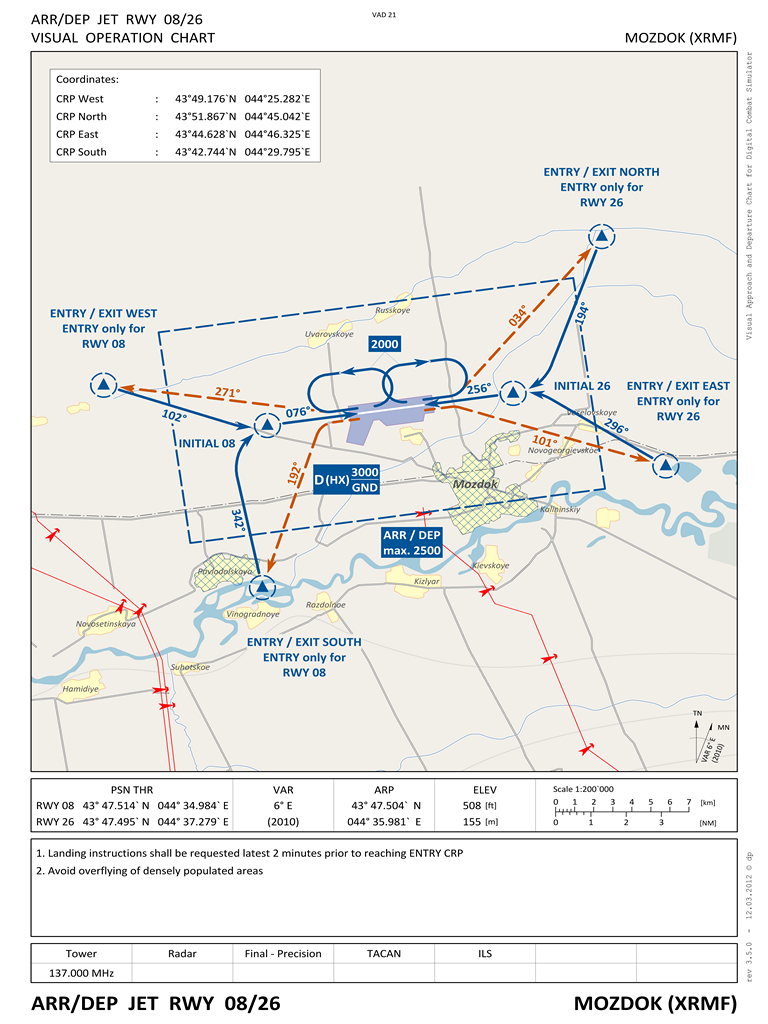 ARR/DEP JET RWY 08/26
VAD 21
VISUAL OPERATION CHART
MOZDOK (XRMF)
Coordinates:
CRP West : 43°49.176`N 044°25.282`E
CRP North : 43°51.867`N 044°45.042`E
CRP East : 43°44.628`N 044°46.325`E
CRP South : 43°42.744`N 044°29.795`E
ENTRY / EXIT NORTH
ENTRY only for
RWY 26
ENTRY / EXIT WEST
ENTRY only for
RWY 08
Russkoye
Uvarovskoye
2000
034°
194°
271°
102°
076°
256°
INITIAL 26
ENTRY / EXIT EAST
ENTRY only for
RWY 26
INITIAL 08
Veselovskoye
296°
101°
Novogeorgievskoe
192°
D (HX) 3000
GND
Mozdok
342°
Kalininskiy
ARR / DEP
max. 2500
Pavlodolskaya
Kievskoye
Kizlyar
Razdolnoe
Vinogradnoye
Novosetinskaya
ENTRY / EXIT SOUTH
ENTRY only for
RWY 08
Suhotskoe
Hamidiye
TN
MN
VAR 6° E
(2010)
Visual Approach and Departure Chart for Digital Combat Simulator
PSN THR VAR ARP ELEV Scale 1:200`000
RWY 08 43° 47.514` N 044° 34.984` E 6° E 43° 47.504` N 508 [ft] 0 1 2 3 4 5 6 7 [km]
RWY 26 43° 47.495` N 044° 37.279` E (2010) 044° 35.981` E 155 [m] 0 1 2 3 [NM]
1. Landing instructions shall be requested latest 2 minutes prior to reaching ENTRY CRP
2. Avoid overflying of densely populated areas
rev 3.5.0 - 12.03.2012 © dp
Tower Radar Final - Precision TACAN ILS
137.000 MHz
ARR/DEP JET RWY 08/26
MOZDOK (XRMF)